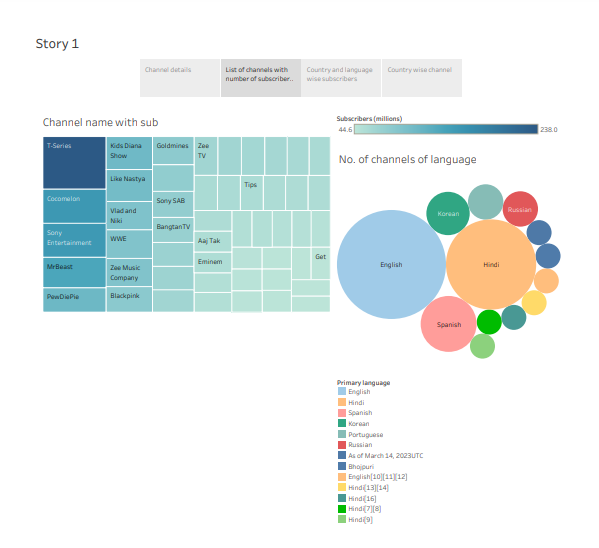 Story 1
Channel details
List of channels with
number of subscriber..
Country and language
wise subscribers
Country wise channel
Channel name with sub
T-Series
Cocomelon
Sony
Entertainment
MrBeast
PewDiePie
Kids Diana
Show
Like Nastya
Vlad and
Niki
WWE
Zee Music
Company
Blackpink
Goldmines
Sony SAB
BangtanTV
Zee
TV
Tips
Aaj Tak
Eminem
Get
Subscribers (millions)
44.6
238.0
No. of channels of language
English
Korean
Russian
Hindi
Spanish
Primary language
English
Hindi
Spanish
Korean
Portuguese
Russian
As of March 14, 2023UTC
Bhojpuri
English[10][11][12]
Hindi[13][14]
Hindi[16]
Hindi[7][8]
Hindi[9]